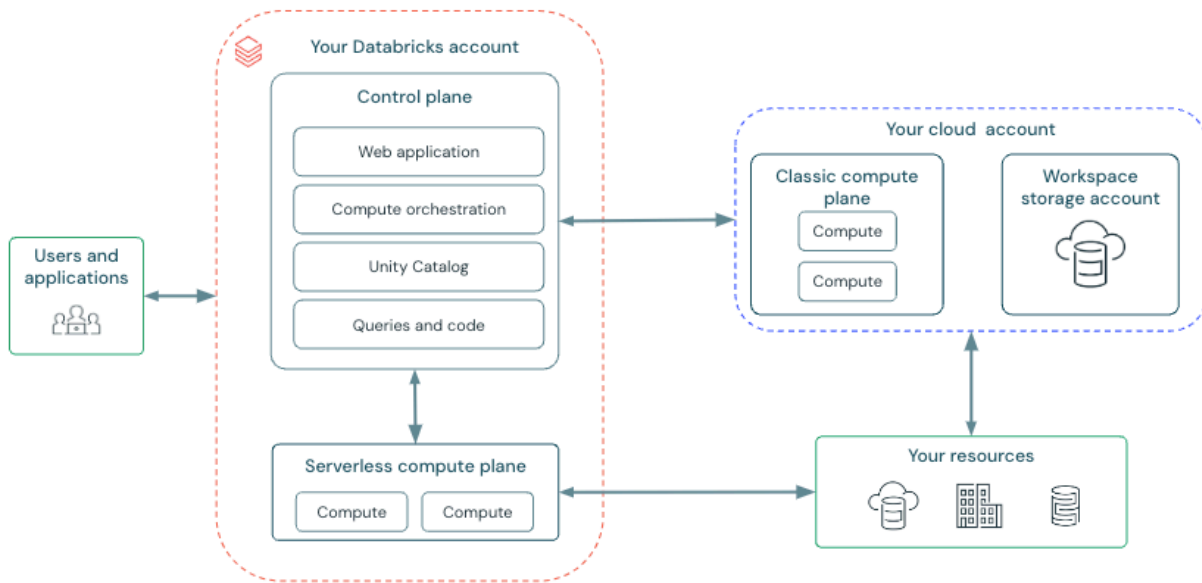 Your Databricks account
Control plane
Web application
Compute orchestration
Unity Catalog
Queries and code
Users and
applications
Serverless compute plane
Compute
Compute
Your cloud account
Classic compute
plane
Compute
Compute
Workspace
storage account
Your resources